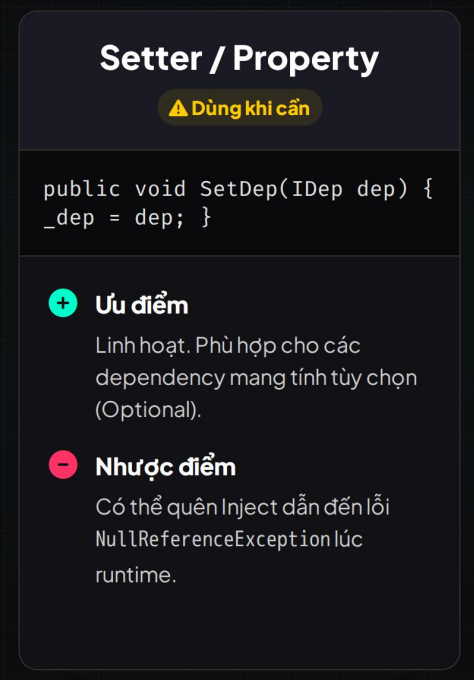 Setter / Property
Dùng khi cần
public void SetDep(IDep dep) {
_dep = dep; }
Ưu điểm
Linh hoạt. Phù hợp cho các
dependency mang tính tùy chọn
(Optional).
Nhược điểm
Có thể quên Inject dẫn đến lỗi
NullReferenceException lúc
runtime.